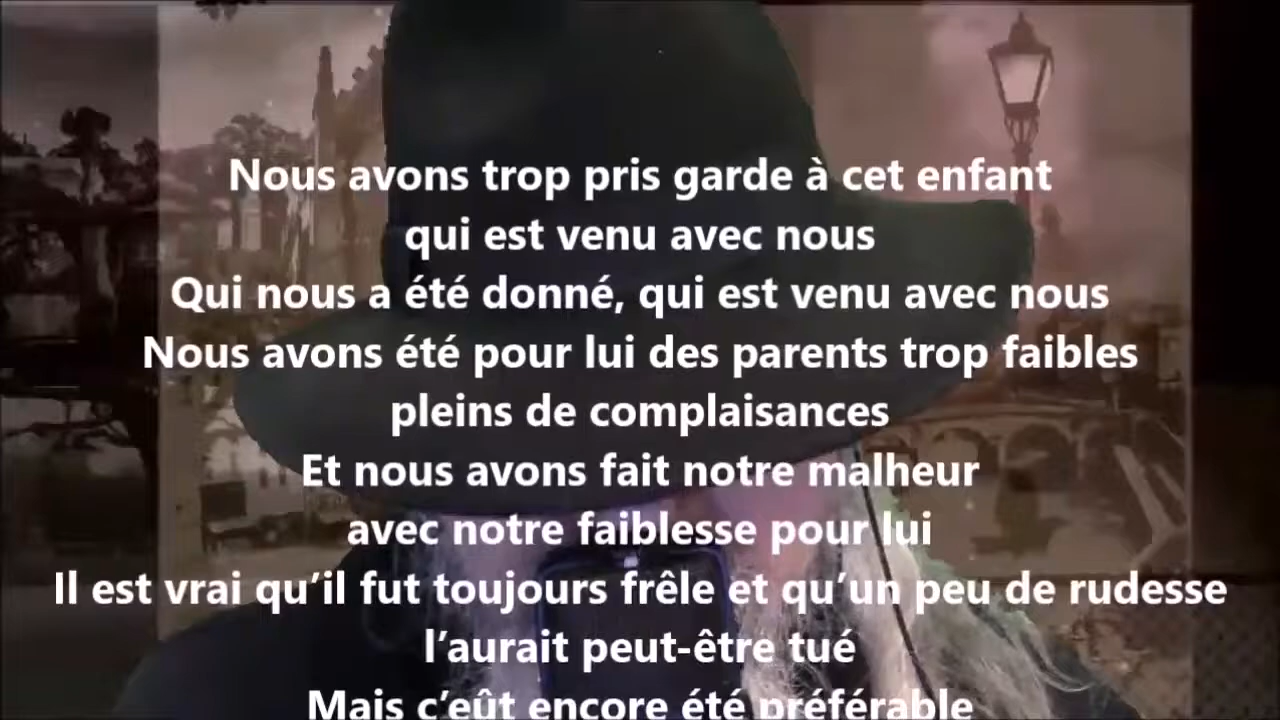 Nous avons trop pris garde à cet enfant
qui est venu avec nous
Qui nous a été donné, qui est venu avec nous
Nous avons été pour lui des parents trop faibles
pleins de complaisances
Et nous avons fait notre malheur
avec notre faiblesse pour lui
Il est vrai qu’il fut toujours frêle et qu’un peu de rudesse
l’aurait peut-être tué
Mais c’eût encore été préférable